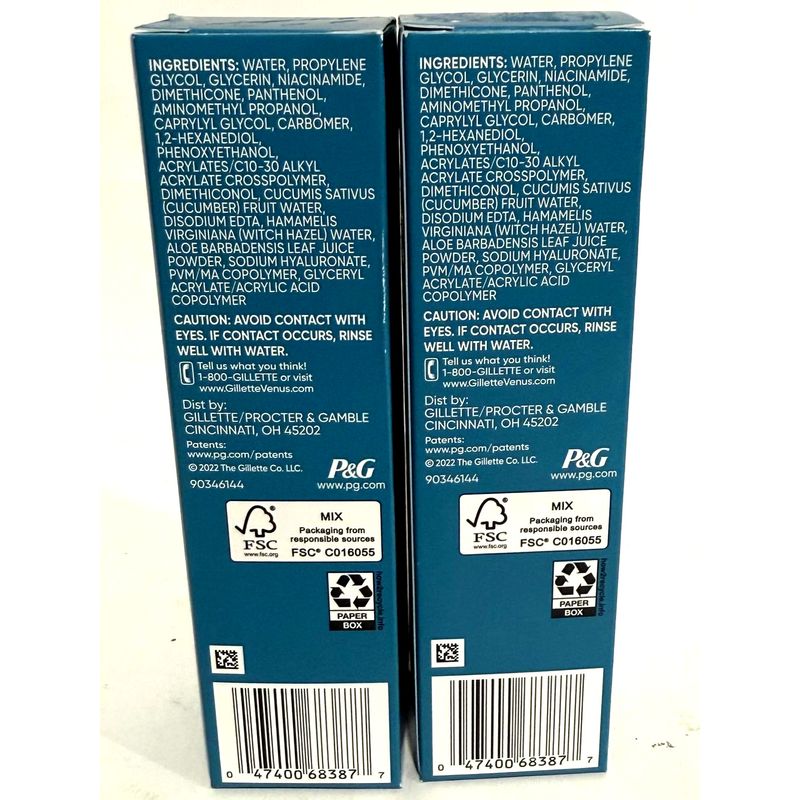 INGREDIENTS: WATER, PROPYLENE
GLYCOL, GLYCERIN, NIACINAMIDE,
DIMETHICONE, PANTHENOL,
AMINOMETHYL PROPANOL,
CAPRYLYL GLYCOL, CARBOMER,
1,2-HEXANEDIOL,
PHENOXYETHANOL,
ACRYLATES/C10-30 ALKYL
ACRYLATE CROSSPOLYMER,
DIMETHICONOL, CUCUMIS SATIVUS
(CUCUMBER) FRUIT WATER,
DISODIUM EDTA, HAMAMELIS
VIRGINIANA (WITCH HAZEL) WATER,
ALOE BARBADENSIS LEAF JUICE
POWDER, SODIUM HYALURONATE,
PVM/MA COPOLYMER, GLYCERYL
ACRYLATE/ACRYLIC ACID
COPOLYMER
CAUTION: AVOID CONTACT WITH
EYES. IF CONTACT OCCURS, RINSE
WELL WITH WATER.
Tell us what you think!
1-800-GILLETTE or visit
www.GilletteVenus.com
Dist by:
GILLETTE/PROCTER & GAMBLE
CINCINNATI, OH 45202
Patents:
www.pg.com/patents
© 2022 The Gillette Co. LLC.
90346144
P&G
www.pg.com
FSC
www.fsc.org
MIX
Packaging from
responsible sources
FSC® C016055
PAPER
BOX
how2recycle.info
0 47400 68387 7
INGREDIENTS: WATER, PROPYLENE
GLYCOL, GLYCERIN, NIACINAMIDE,
DIMETHICONE, PANTHENOL,
AMINOMETHYL PROPANOL,
CAPRYLYL GLYCOL, CARBOMER,
1,2-HEXANEDIOL,
PHENOXYETHANOL,
ACRYLATES/C10-30 ALKYL
ACRYLATE CROSSPOLYMER,
DIMETHICONOL, CUCUMIS SATIVUS
(CUCUMBER) FRUIT WATER,
DISODIUM EDTA, HAMAMELIS
VIRGINIANA (WITCH HAZEL) WATER,
ALOE BARBADENSIS LEAF JUICE
POWDER, SODIUM HYALURONATE,
PVM/MA COPOLYMER, GLYCERYL
ACRYLATE/ACRYLIC ACID
COPOLYMER
CAUTION: AVOID CONTACT WITH
EYES. IF CONTACT OCCURS, RINSE
WELL WITH WATER.
Tell us what you think!
1-800-GILLETTE or visit
www.GilletteVenus.com
Dist by:
GILLETTE/PROCTER & GAMBLE
CINCINNATI, OH 45202
Patents:
www.pg.com/patents
© 2022 The Gillette Co. LLC.
90346144
P&G
www.pg.com
FSC
www.fsc.org
MIX
Packaging from
responsible sources
FSC® C016055
PAPER
BOX
how2recycle.info
0 47400 68387 7